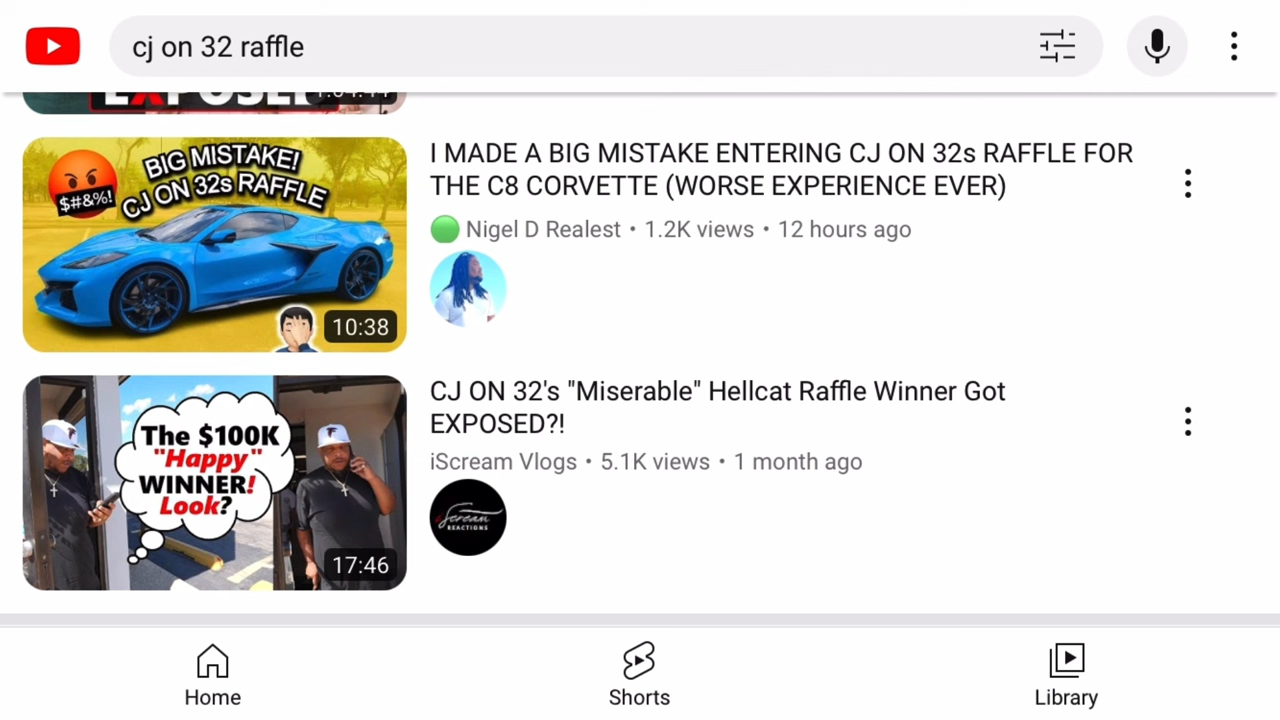 cj on 32 raffle
EXPOSED
BIG MISTAKE!
CJ ON 32s RAFFLE
$#&%!
10:38
I MADE A BIG MISTAKE ENTERING CJ ON 32s RAFFLE FOR
THE C8 CORVETTE (WORSE EXPERIENCE EVER)
Nigel D Realest • 1.2K views • 12 hours ago
The $100K
"Happy"
WINNER!
Look?
17:46
CJ ON 32's "Miserable" Hellcat Raffle Winner Got
EXPOSED?!
iScream Vlogs • 5.1K views • 1 month ago
iScream
REACTIONS
Home
Shorts
Library